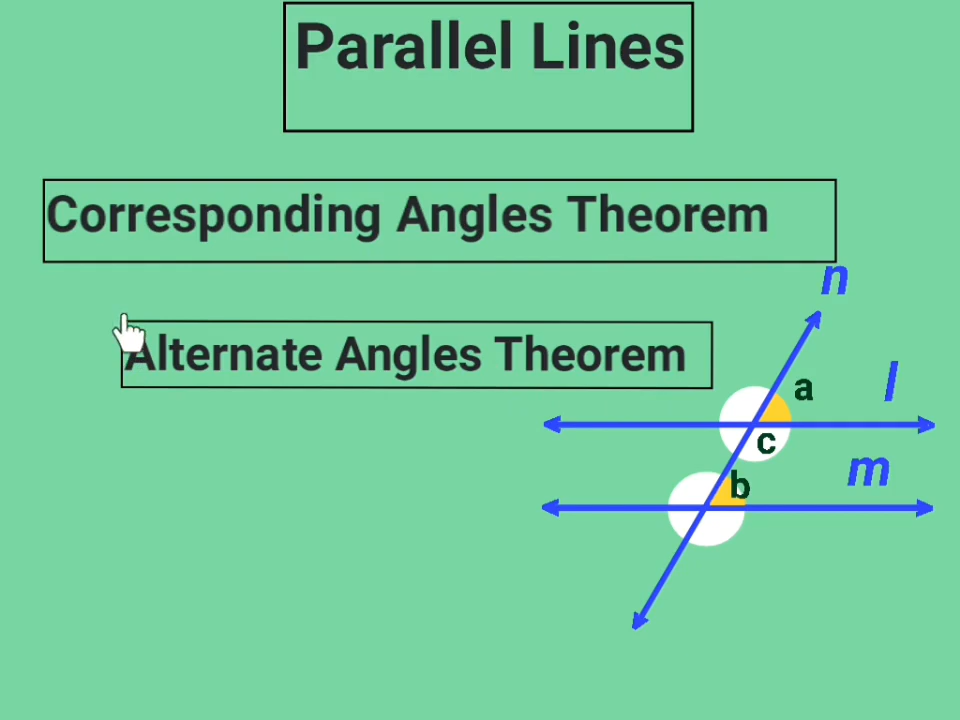 Parallel Lines
Corresponding Angles Theorem
Alternate Angles Theorem
n
a
l
c
m
b